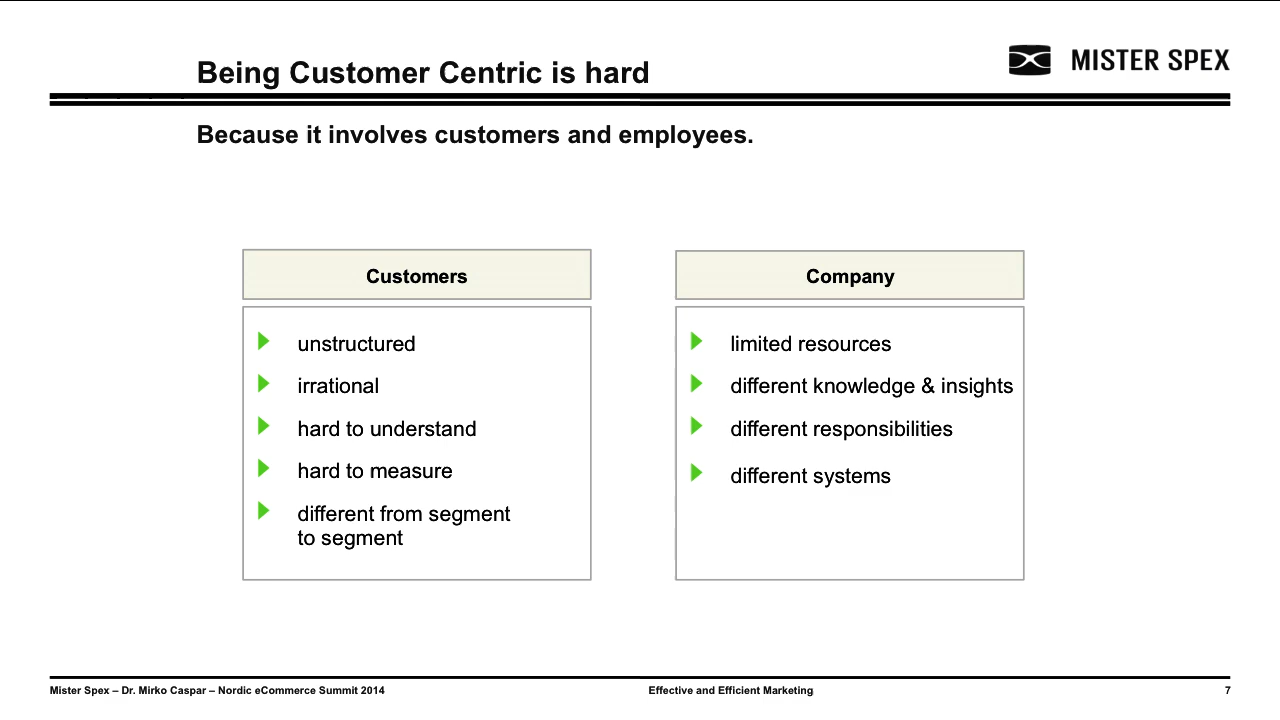 Being Customer Centric is hard
MISTER SPEX
Because it involves customers and employees.
Customers
unstructured
irrational
hard to understand
hard to measure
different from segment
to segment
Company
limited resources
different knowledge & insights
different responsibilities
different systems
Mister Spex – Dr. Mirko Caspar – Nordic eCommerce Summit 2014
Effective and Efficient Marketing
7